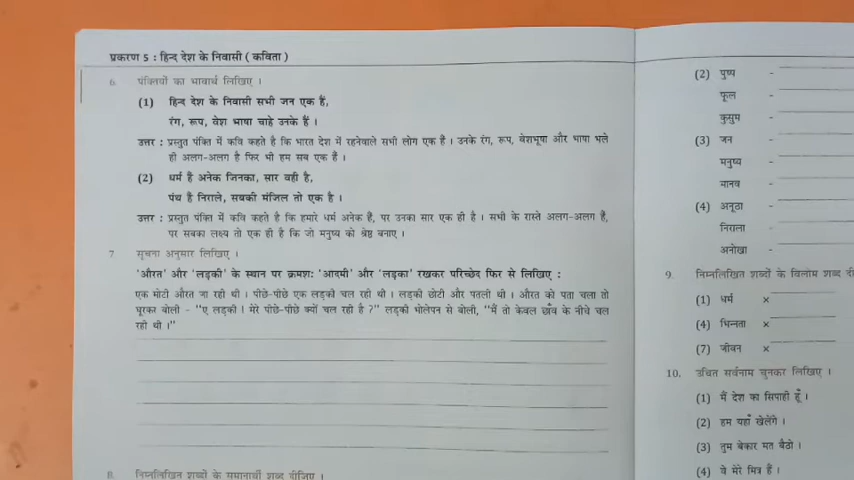 प्रकरण 5 : हिन्द देश के निवासी ( कविता )
6. पंक्तियों का भावार्थ लिखिए ।
(1) हिन्द देश के निवासी सभी जन एक हैं,
रंग, रूप, वेश भाषा चाहे उनके हैं ।
उत्तर : प्रस्तुत पंक्ति में कवि कहते है कि भारत देश में रहनेवाले सभी लोग एक है । उनके रंग, रूप, वेशभूषा और भाषा भले
ही अलग-अलग है फिर भी हम सब एक हैं ।
(2) धर्म है अनेक जिनका, सार वही है,
पंथ है निराले, सबकी मंजिल तो एक है ।
उत्तर : प्रस्तुत पंक्ति में कवि कहते है कि हमारे धर्म अनेक हैं, पर उनका सार एक ही है । सभी के रास्ते अलग-अलग हैं,
पर सबका लक्ष्य तो एक ही है कि जो मनुष्य को श्रेष्ठ बनाए ।
7 सूचना अनुसार लिखिए ।
'औरत' और 'लड़की' के स्थान पर क्रमशः 'आदमी' और 'लड़का' रखकर परिच्छेद फिर से लिखिए :
एक मोटी औरत जा रही थी । पीछे-पीछे एक लड़की चल रही थी । लड़की छोटी और पतली थी । औरत को पता चला तो
घूरकर बोली - "ए लड़की ! मेरे पीछे-पीछे क्यों चल रही है ?" लड़की भोलेपन से बोली, "मैं तो केवल छाँव के नीचे चल
रही थी ।"
8. निम्नलिखित शब्दों के समानार्थी शब्द दीजिए ।
(2) पुष्प -
फूल -
कुसुम -
(3) जन -
मनुष्य -
मानव -
(4) अनूठा -
निराला -
अनोखा -
9. निम्नलिखित शब्दों के विलोम शब्द
(1) धर्म ×
(4) भिन्नता ×
(7) जीवन ×
10. उचित सर्वनाम चुनकर लिखिए ।
(1) मैं देश का सिपाही हूँ ।
(2) हम यहाँ खेलेंगे ।
(3) तुम बेकार मत बैठो ।
(4) वे मेरे मित्र हैं ।